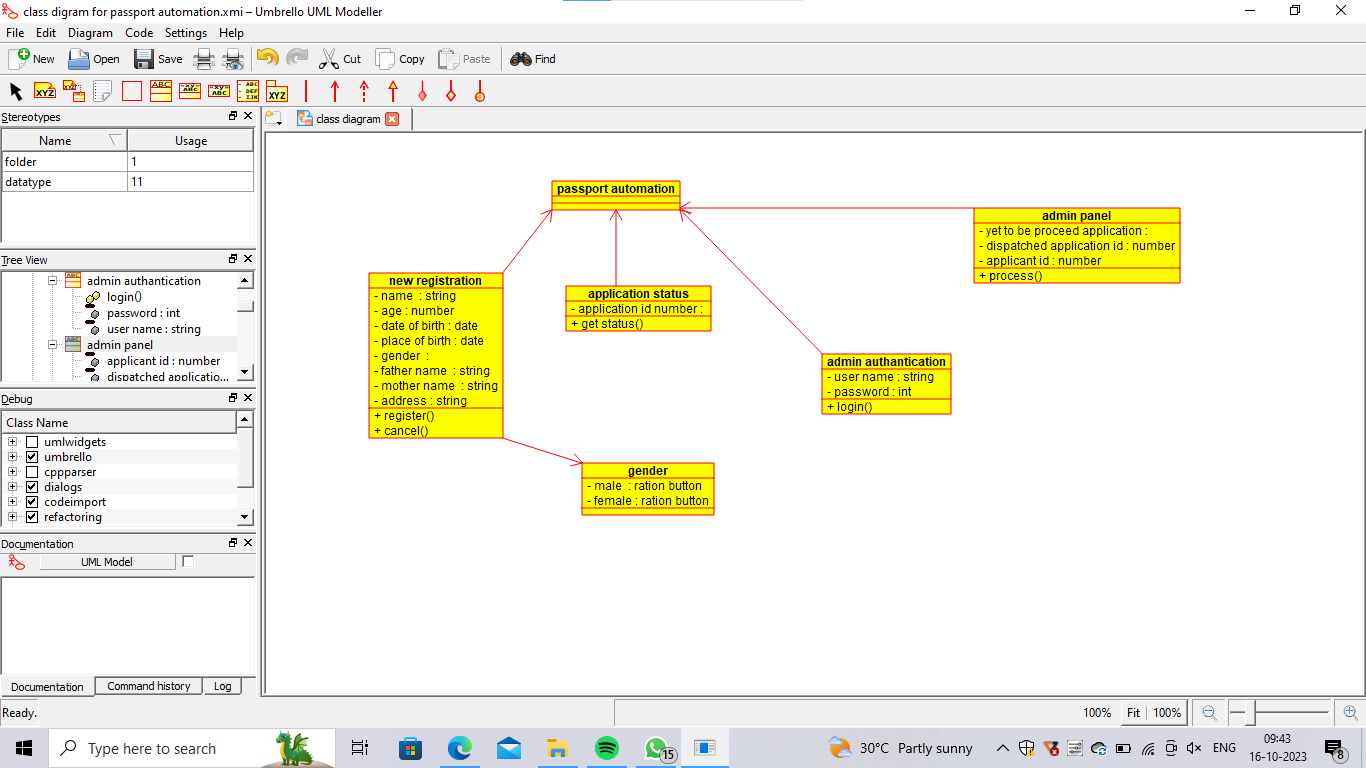 class digram for passport automation.xmi – Umbrello UML Modeller
File Edit Diagram Code Settings Help
New Open Save Cut Copy Paste Find
XYZ XYZ ABC -xy= ABC -xy= ABC ABC DEF IJK XYZ
Stereotypes
Name Usage
folder 1
datatype 11
Tree View
admin authantication
login()
password : int
user name : string
admin panel
applicant id : number
dispatched applicatio...
Debug
Class Name
umlwidgets
umbrello
cppparser
dialogs
codeimport
refactoring
Documentation
UML Model
Documentation Command history Log
class diagram
passport automation
admin panel
- yet to be proceed application :
- dispatched application id : number
- applicant id : number
+ process()
new registration
- name : string
- age : number
- date of birth : date
- place of birth : date
- gender :
- father name : string
- mother name : string
- address : string
+ register()
+ cancel()
application status
- application id number :
+ get status()
admin authantication
- user name : string
- password : int
+ login()
gender
- male : ration button
- female : ration button
Ready.
100% Fit 100%
Type here to search
15
30°C Partly sunny
ENG
09:43
16-10-2023
8